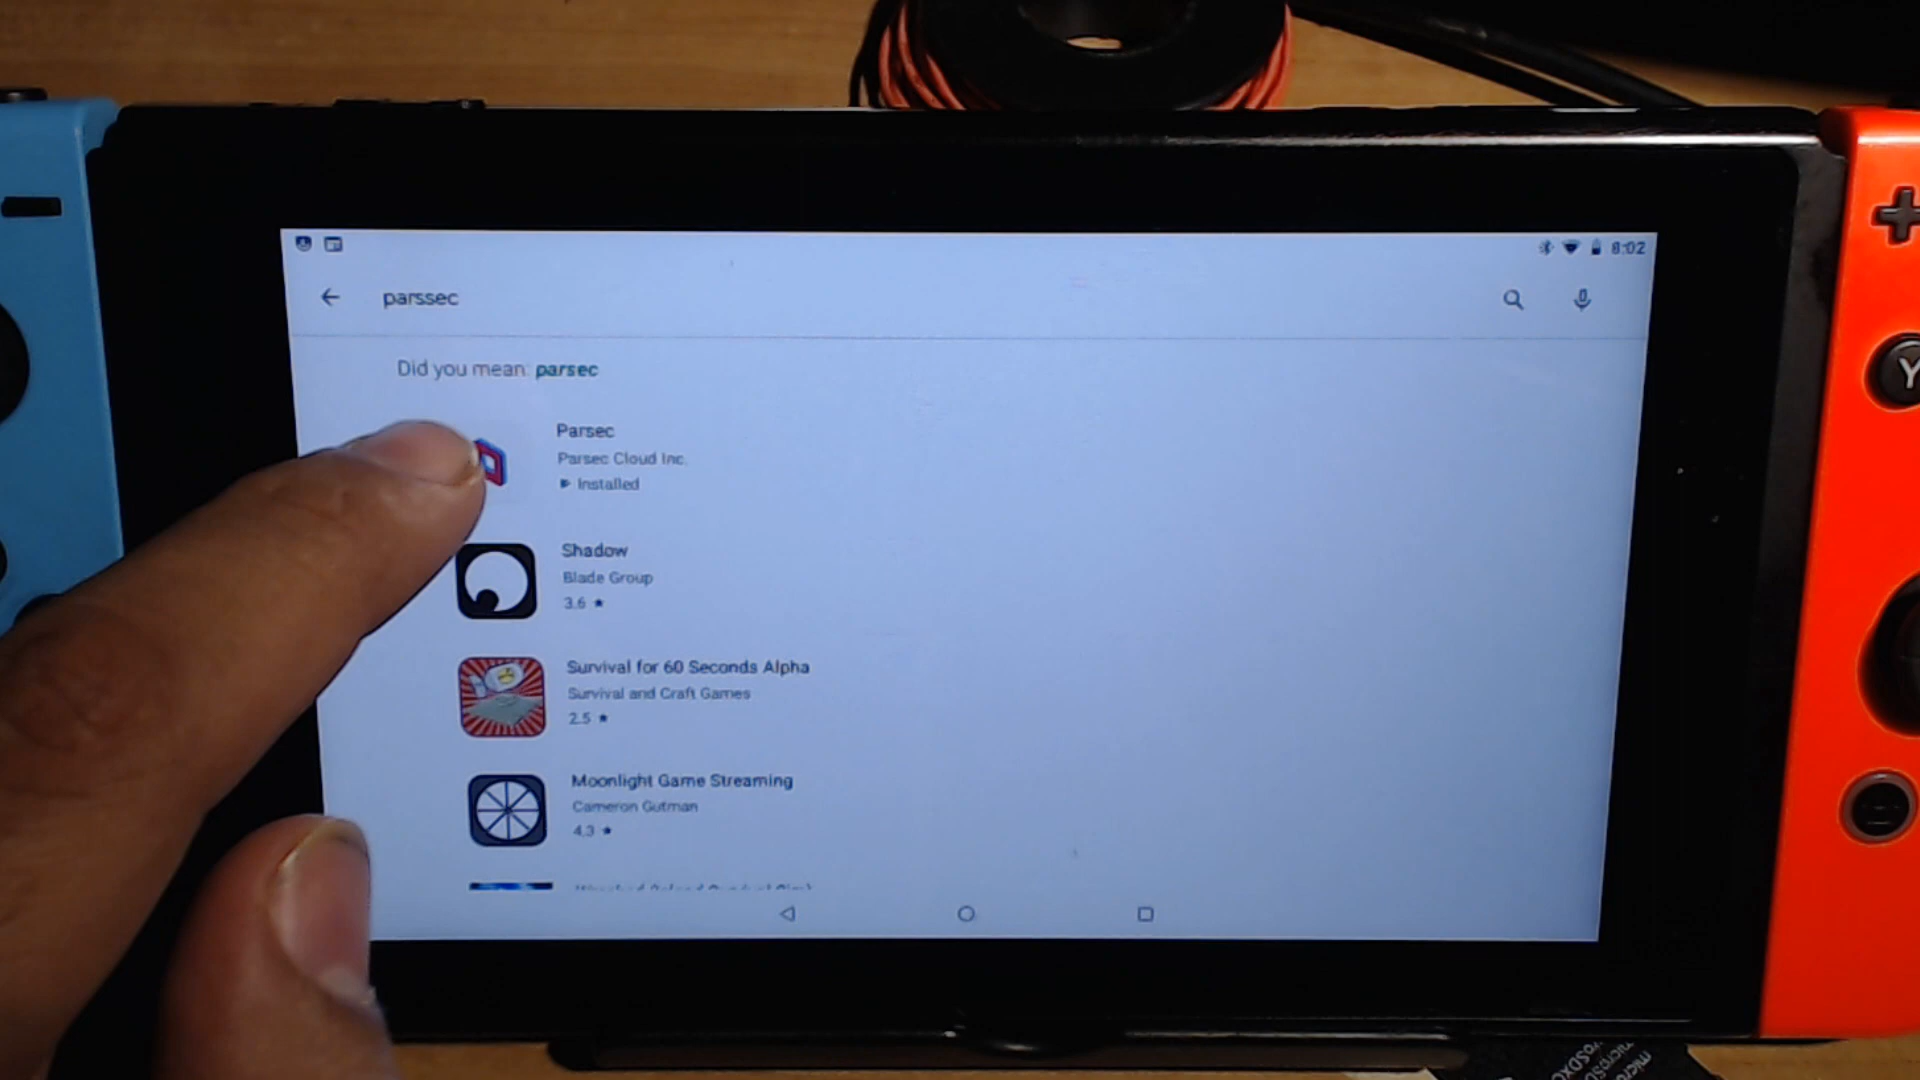 8:02
parssec
Did you mean: parsec
Parsec
Parsec Cloud Inc.
Installed
Shadow
Blade Group
3.6 ★
Survival for 60 Seconds Alpha
Survival and Craft Games
2.5 ★
Moonlight Game Streaming
Cameron Gutman
4.3 ★
Y